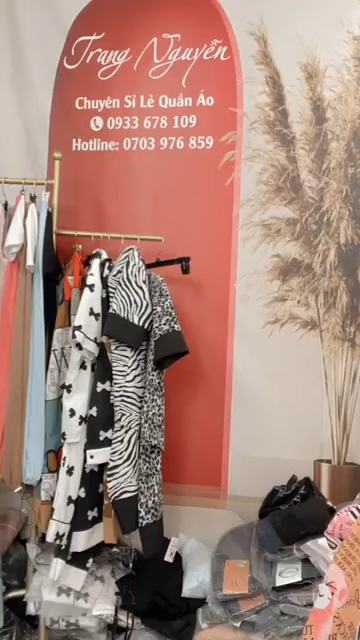 Trang Nguyễn
Chuyên Sỉ Lẻ Quần Áo
0933 678 109
Hotline: 0703 976 859